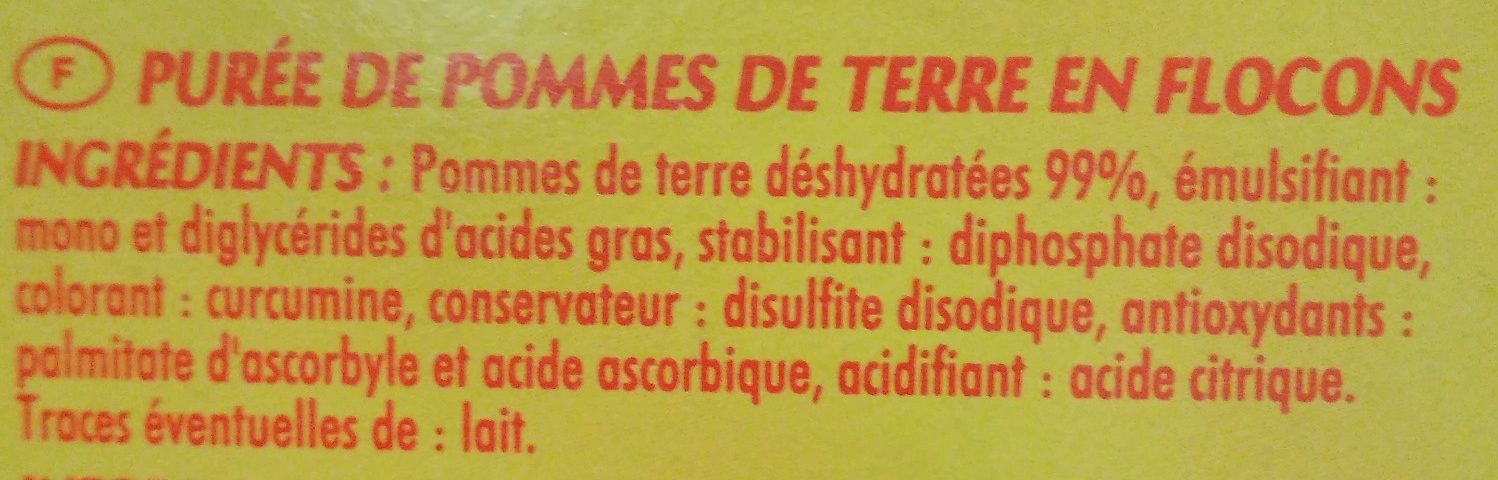 F PURÉE DE POMMES DE TERRE EN FLOCONS
INGRÉDIENTS : Pommes de terre déshydratées 99%, émulsifiant :
mono et diglycérides d'acides gras, stabilisant : diphosphate disodique,
colorant : curcumine, conservateur : disulfite disodique, antioxydants :
palmitate d'ascorbyle et acide ascorbique, acidifiant : acide citrique.
Traces éventuelles de : lait.